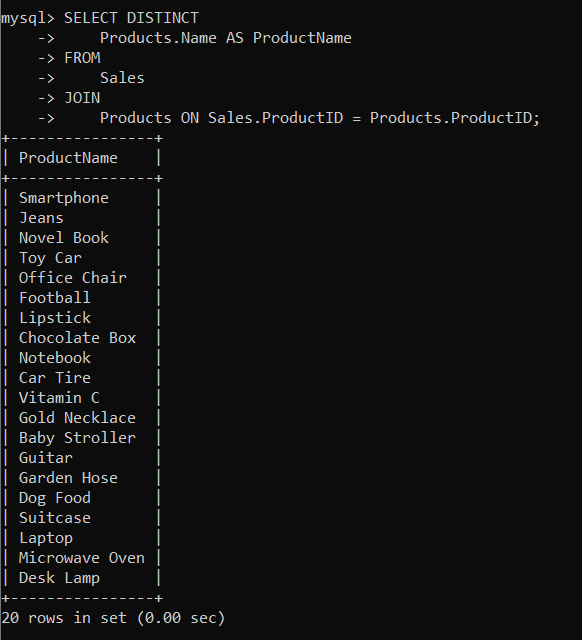 mysql> SELECT DISTINCT
    ->     Products.Name AS ProductName
    -> FROM
    ->     Sales
    -> JOIN
    ->     Products ON Sales.ProductID = Products.ProductID;
+----------------+
| ProductName    |
+----------------+
| Smartphone     |
| Jeans          |
| Novel Book     |
| Toy Car        |
| Office Chair   |
| Football       |
| Lipstick       |
| Chocolate Box  |
| Notebook       |
| Car Tire       |
| Vitamin C      |
| Gold Necklace  |
| Baby Stroller  |
| Guitar         |
| Garden Hose    |
| Dog Food       |
| Suitcase       |
| Laptop         |
| Microwave Oven |
| Desk Lamp      |
+----------------+
20 rows in set (0.00 sec)